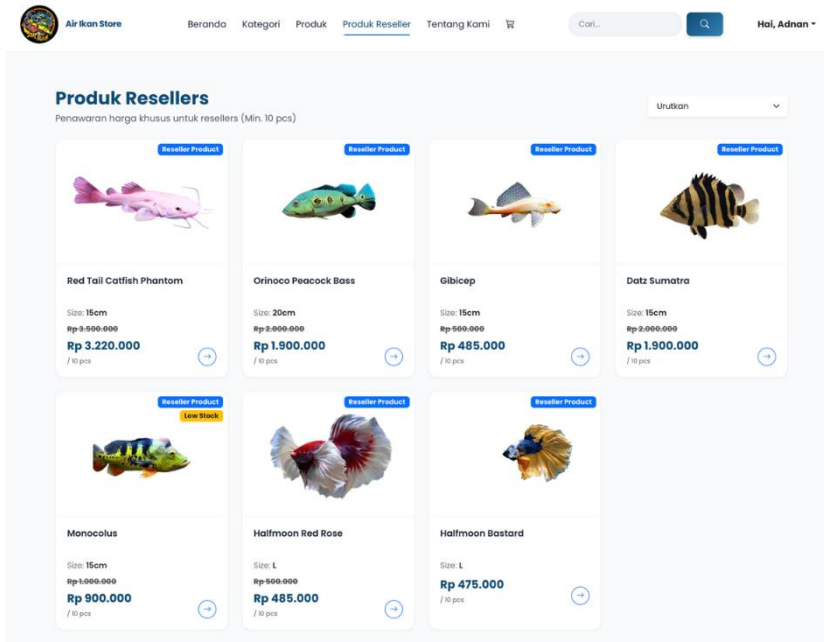 Air Ikan Store
Beranda Kategori Produk Produk Reseller Tentang Kami
Cari...
Hai, Adnan
Produk Resellers
Penawaran harga khusus untuk resellers (Min. 10 pcs)
Urutkan
Reseller Product
Red Tail Catfish Phantom
Size: 15cm
Rp 3.500.000
Rp 3.220.000
/ 10 pcs
Reseller Product
Orinoco Peacock Bass
Size: 20cm
Rp 2.000.000
Rp 1.900.000
/ 10 pcs
Reseller Product
Gibicep
Size: 15cm
Rp 500.000
Rp 485.000
/ 10 pcs
Reseller Product
Datz Sumatra
Size: 15cm
Rp 2.000.000
Rp 1.900.000
/ 10 pcs
Reseller Product
Low Stock
Monocolus
Size: 15cm
Rp 1.000.000
Rp 900.000
/ 10 pcs
Reseller Product
Halfmoon Red Rose
Size: L
Rp 500.000
Rp 485.000
/ 10 pcs
Reseller Product
Halfmoon Bastard
Size: L
Rp 475.000
/ 10 pcs